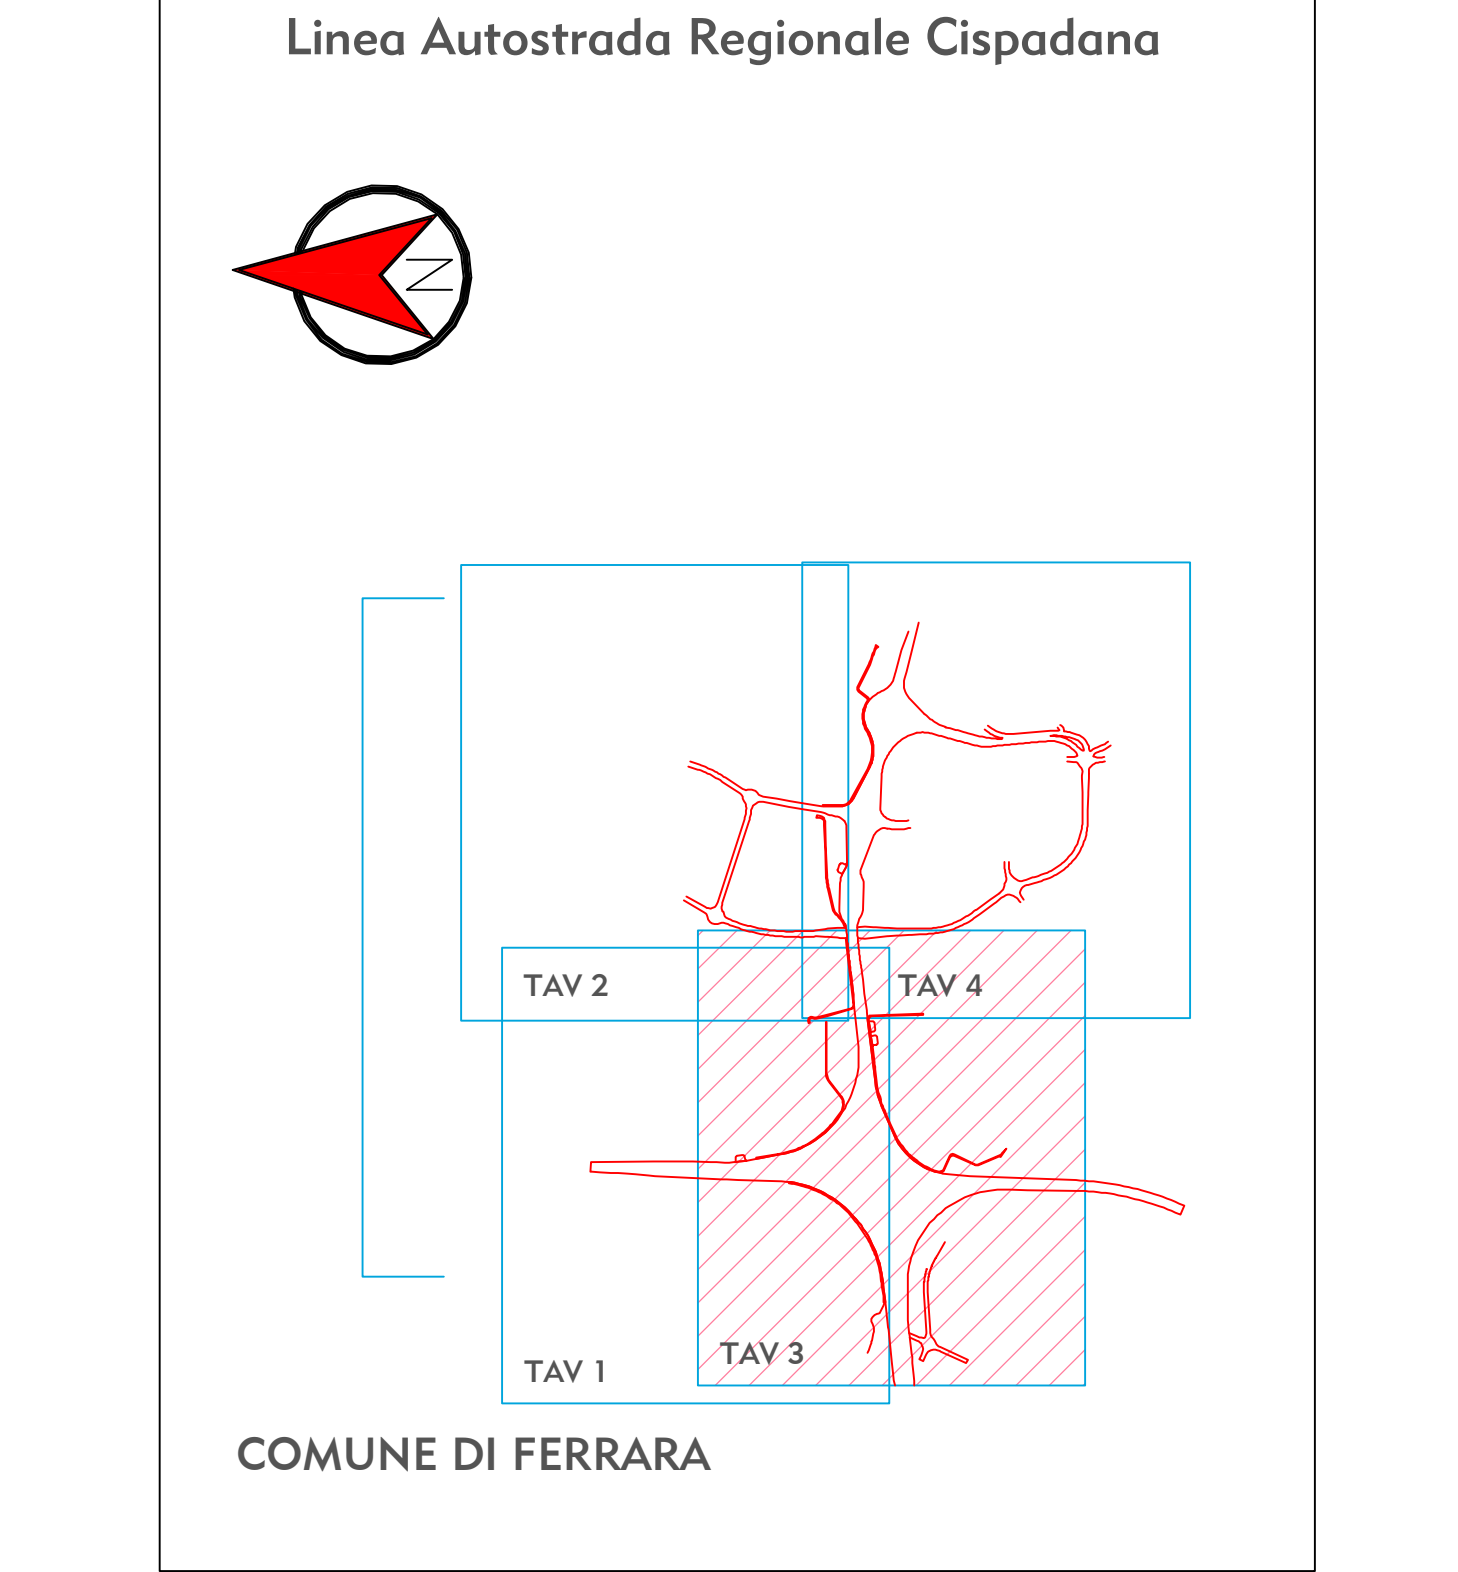 Linea Autostrada Regionale Cispadana
N
TAV 2
TAV 4
TAV 3
TAV 1
COMUNE DI FERRARA